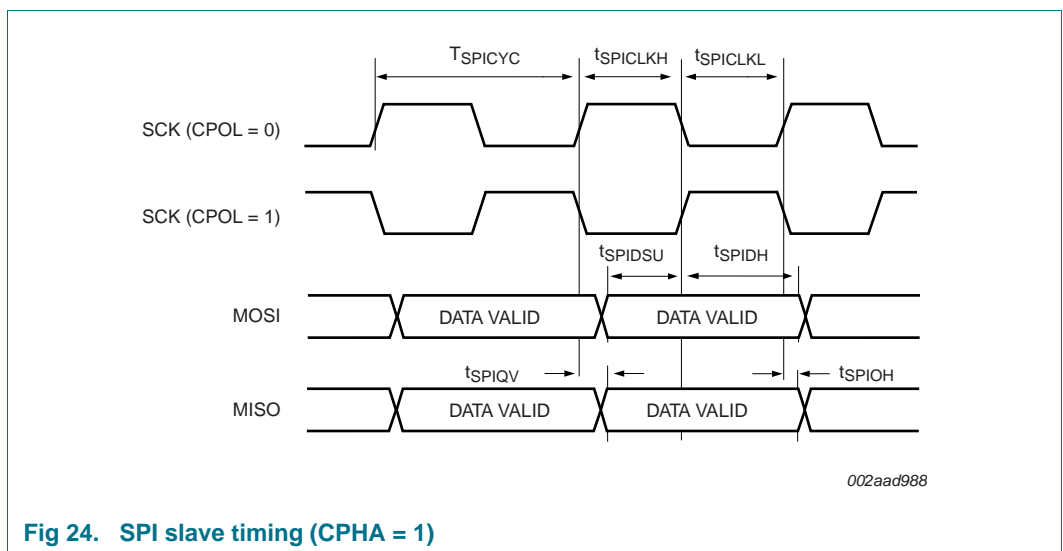 TSPICYC tSPICLKH tSPICLKL
SCK (CPOL = 0)
SCK (CPOL = 1)
tSPIDSU tSPIDH
MOSI DATA VALID DATA VALID
tSPIQV tSPIOH
MISO DATA VALID DATA VALID
002aad988
Fig 24. SPI slave timing (CPHA = 1)